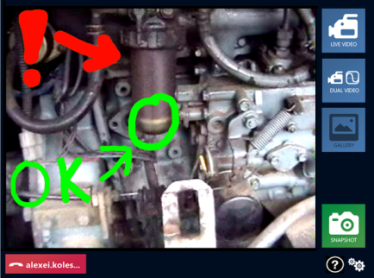 !
LIVE VIDEO
DUAL VIDEO
GALLERY
OK
SNAPSHOT
?
alexei.koles...